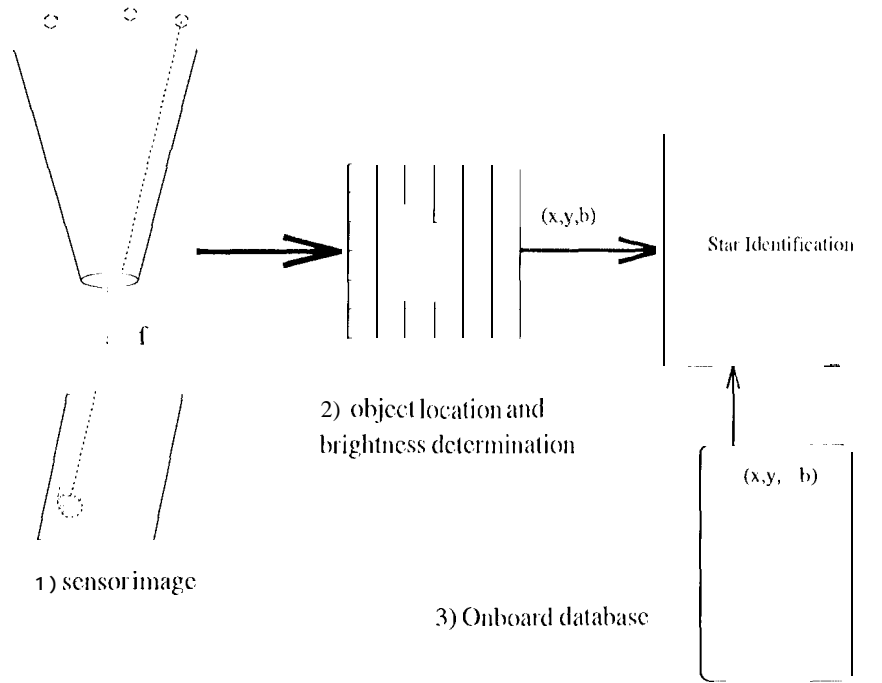 (x,y,b)
Star Identification
f
2) object location and
brightness determination
(x,y, b)
1) sensor image
3) Onboard database